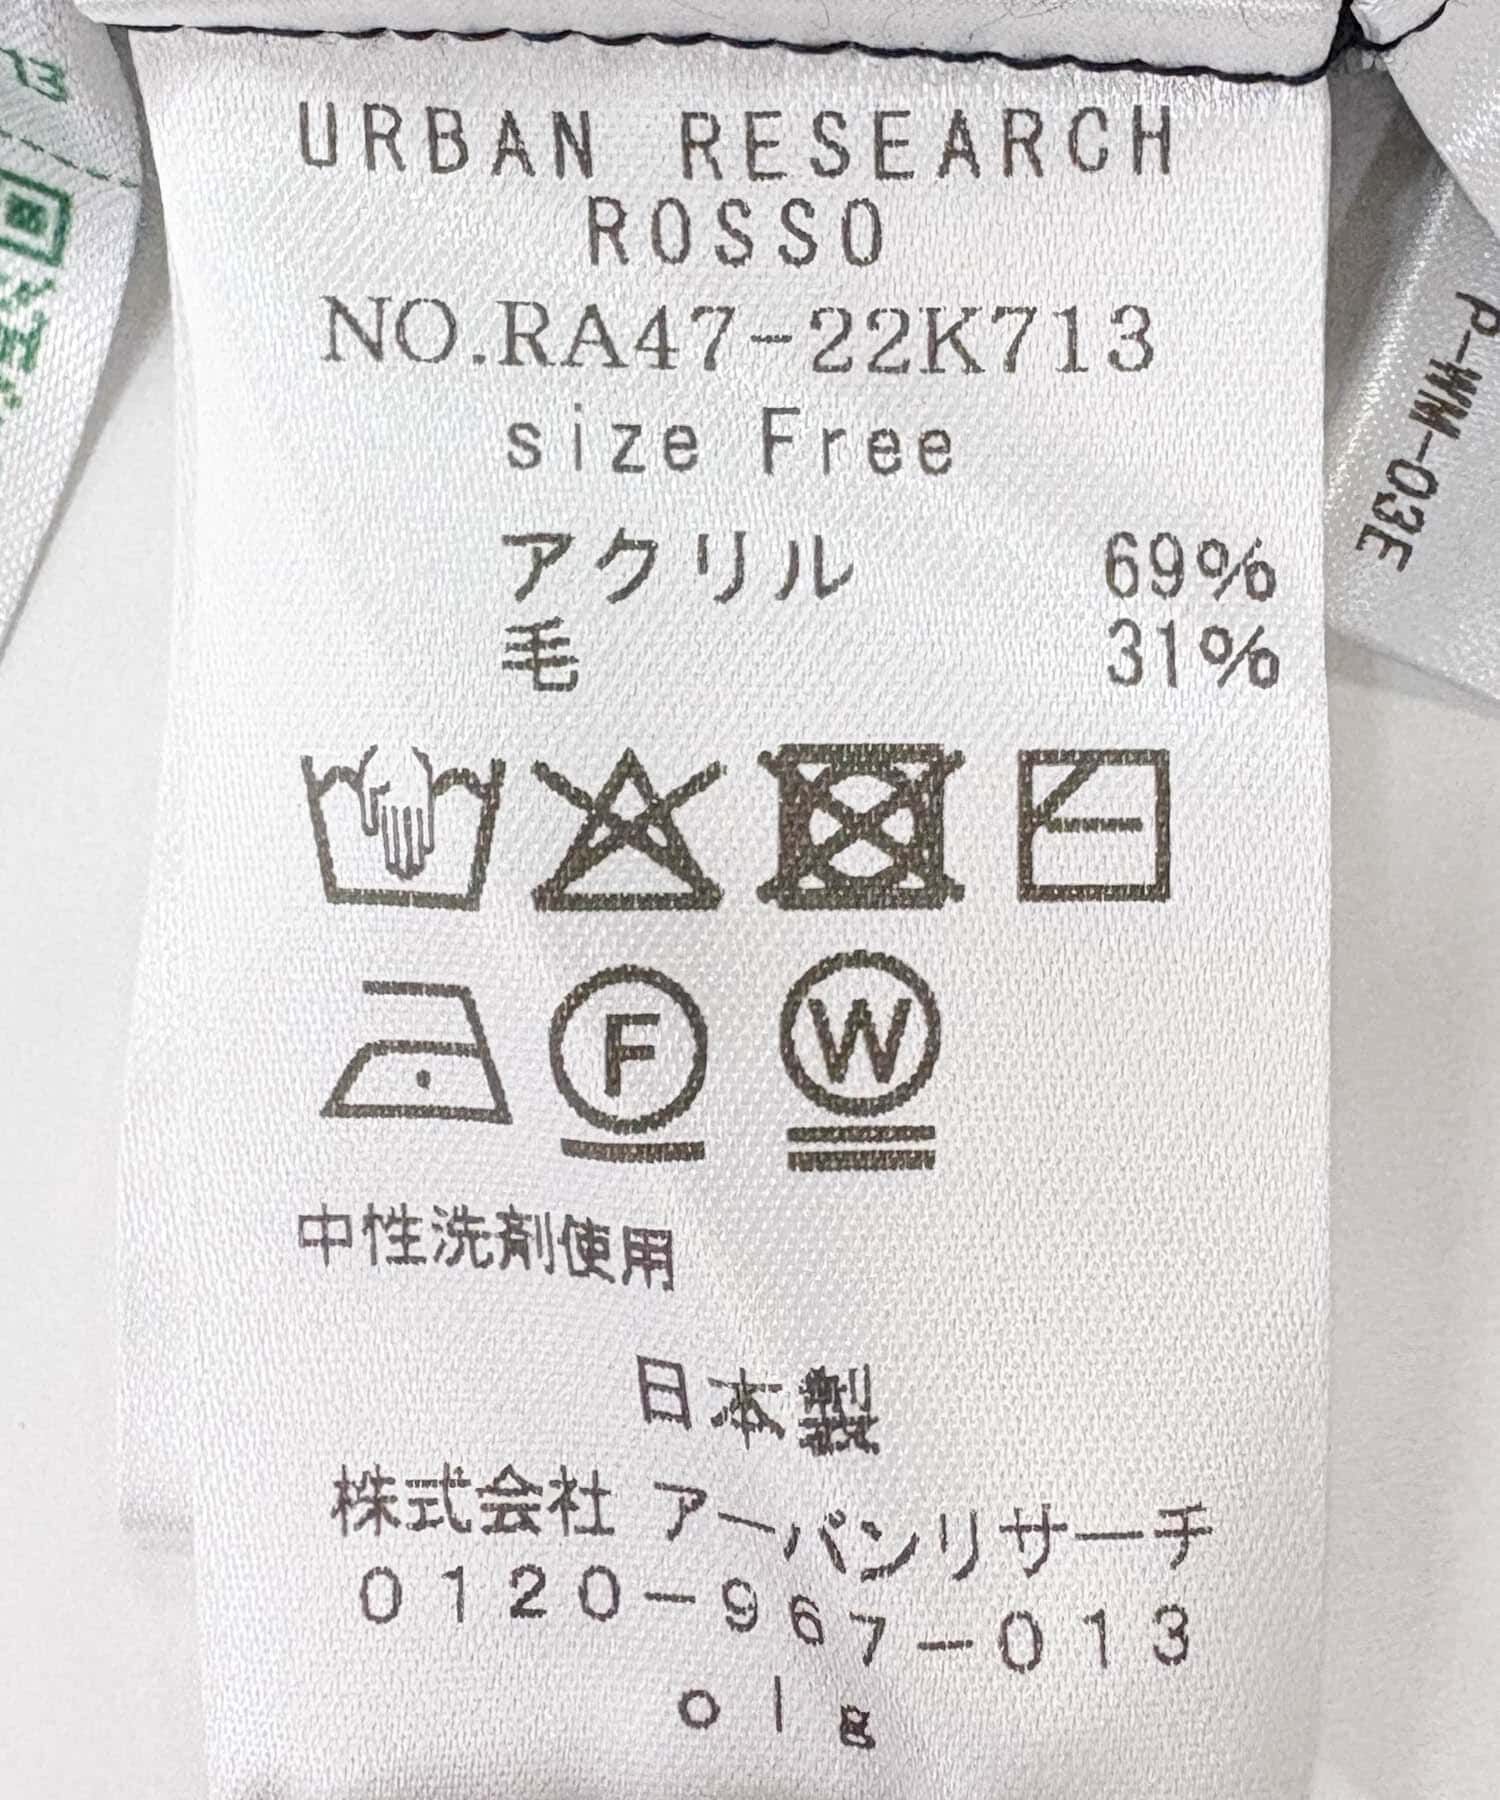 URBAN RESEARCH
ROSSO
NO.RA47-22K713
size Free
アクリル 69%
毛 31%
F
W
中性洗剤使用
日本製
株式会社 アーバンリサーチ
0120-967-013
P-WM-03E